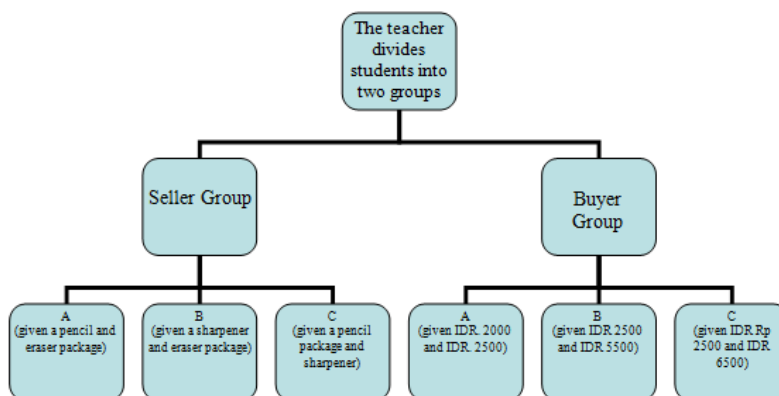 The teacher
divides
students into
two groups
Seller Group
Buyer
Group
A
(given a pencil and
eraser package)
B
(given a sharpener
and eraser package)
C
(given a pencil
package and
sharpener)
A
(given IDR. 2000
and IDR. 2500)
B
(given IDR 2500
and IDR 5500)
C
(given IDR Rp
2500 and IDR
6500)